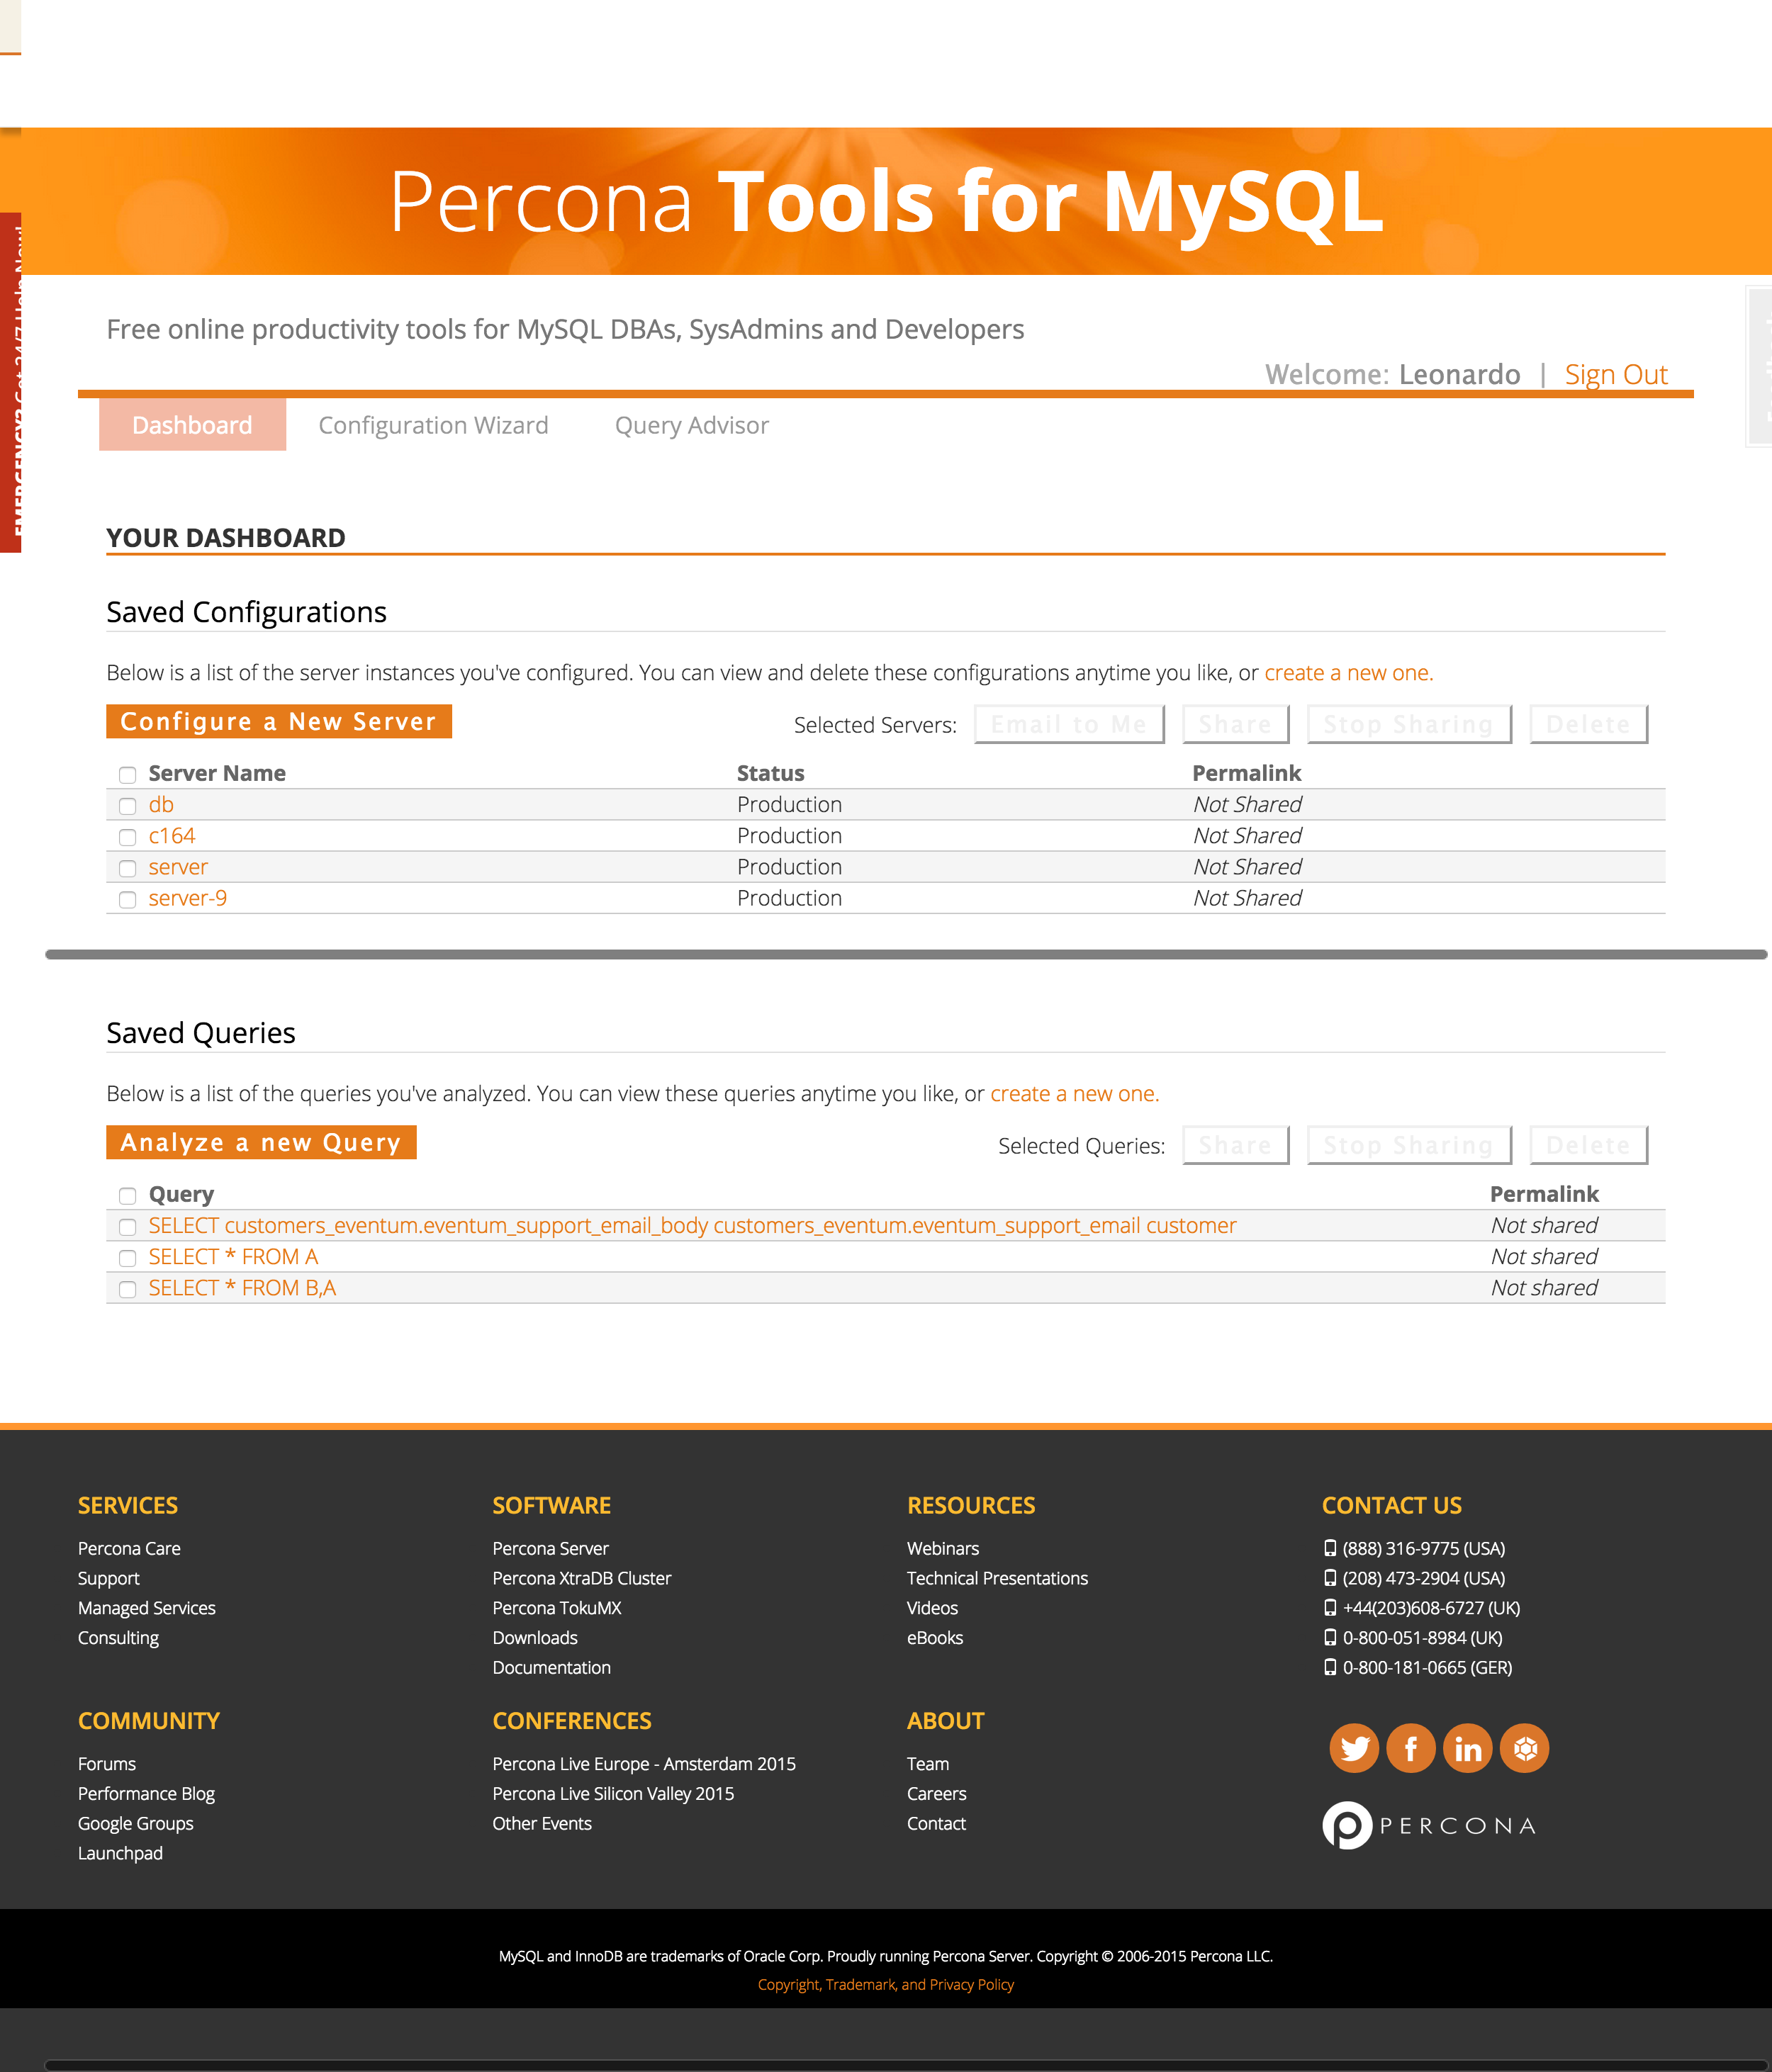 Percona Tools for MySQL
EMERGENCY? Get 24/7 Help Now!
Free online productivity tools for MySQL DBAs, SysAdmins and Developers
Welcome: Leonardo | Sign Out
Dashboard Configuration Wizard Query Advisor
YOUR DASHBOARD
Saved Configurations
Below is a list of the server instances you've configured. You can view and delete these configurations anytime you like, or create a new one.
Configure a New Server Selected Servers: Email to Me Share Stop Sharing Delete
Server Name Status Permalink
db Production Not Shared
c164 Production Not Shared
server Production Not Shared
server-9 Production Not Shared
Saved Queries
Below is a list of the queries you've analyzed. You can view these queries anytime you like, or create a new one.
Analyze a new Query Selected Queries: Share Stop Sharing Delete
Query Permalink
SELECT customers_eventum.eventum_support_email_body customers_eventum.eventum_support_email customer Not shared
SELECT * FROM A Not shared
SELECT * FROM B,A Not shared
SERVICES
Percona Care
Support
Managed Services
Consulting
SOFTWARE
Percona Server
Percona XtraDB Cluster
Percona TokuMX
Downloads
Documentation
RESOURCES
Webinars
Technical Presentations
Videos
eBooks
CONTACT US
(888) 316-9775 (USA)
(208) 473-2904 (USA)
+44(203)608-6727 (UK)
0-800-051-8984 (UK)
0-800-181-0665 (GER)
COMMUNITY
Forums
Performance Blog
Google Groups
Launchpad
CONFERENCES
Percona Live Europe - Amsterdam 2015
Percona Live Silicon Valley 2015
Other Events
ABOUT
Team
Careers
Contact
PERCONA
MySQL and InnoDB are trademarks of Oracle Corp. Proudly running Percona Server. Copyright © 2006-2015 Percona LLC.
Copyright, Trademark, and Privacy Policy